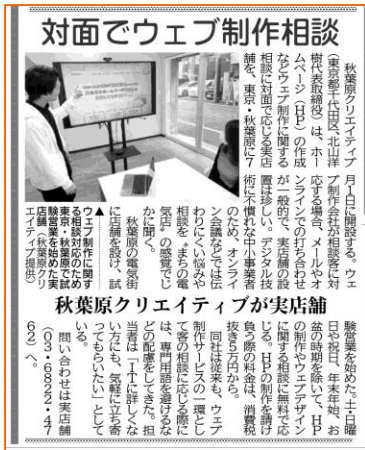 対面でウェブ制作相談
秋葉原クリエイティブ
（東京都千代田区、北山洋
樹代表取締役）は、ホー
ムページ（ＨＰ）の作成
などウェブ制作に関する
相談に対面で応じる実店
舗を、東京・秋葉原に７
月１日に開設する。ウェ
ブ制作会社が相談客に対
応する場合、メールやオ
ンラインでの打ち合わせ
が一般的で、実店舗の設
置は珍しい。デジタル技
術に不慣れな中小事業者
のため、オンライ
ン会議などでは伝
わりにくい悩みや
相談を〝まちの電
気店〟の感覚でじ
かに聞く。
秋葉原の電気街
に店舗を設け、試
▲
ウェブ制作に関す
る相談対応のため
東京・秋葉原で試
験営業を始めた実
店舗（秋葉原クリ
エイティブ提供）
秋葉原クリエイティブが実店舗
験営業を始めた。土・日曜
日や祝日、年末年始、お
盆の時期を除いて、ＨＰ
の制作やウェブデザイン
に関する相談に無料で応
じる。ＨＰの制作を請け
負う際の料金は、消費税
抜き５万円から。
同社は従来も、ウェブ
制作サービスの一環とし
て客の相談に応じる際に
は、専門用語を避けるな
どの配慮をしてきた。担
当者は「ＩＴに詳しくな
い方にも、気軽に立ち寄
ってもらいたい」として
いる。
問い合わせは実店舗
（０３・６８２２・４７
６２）へ。